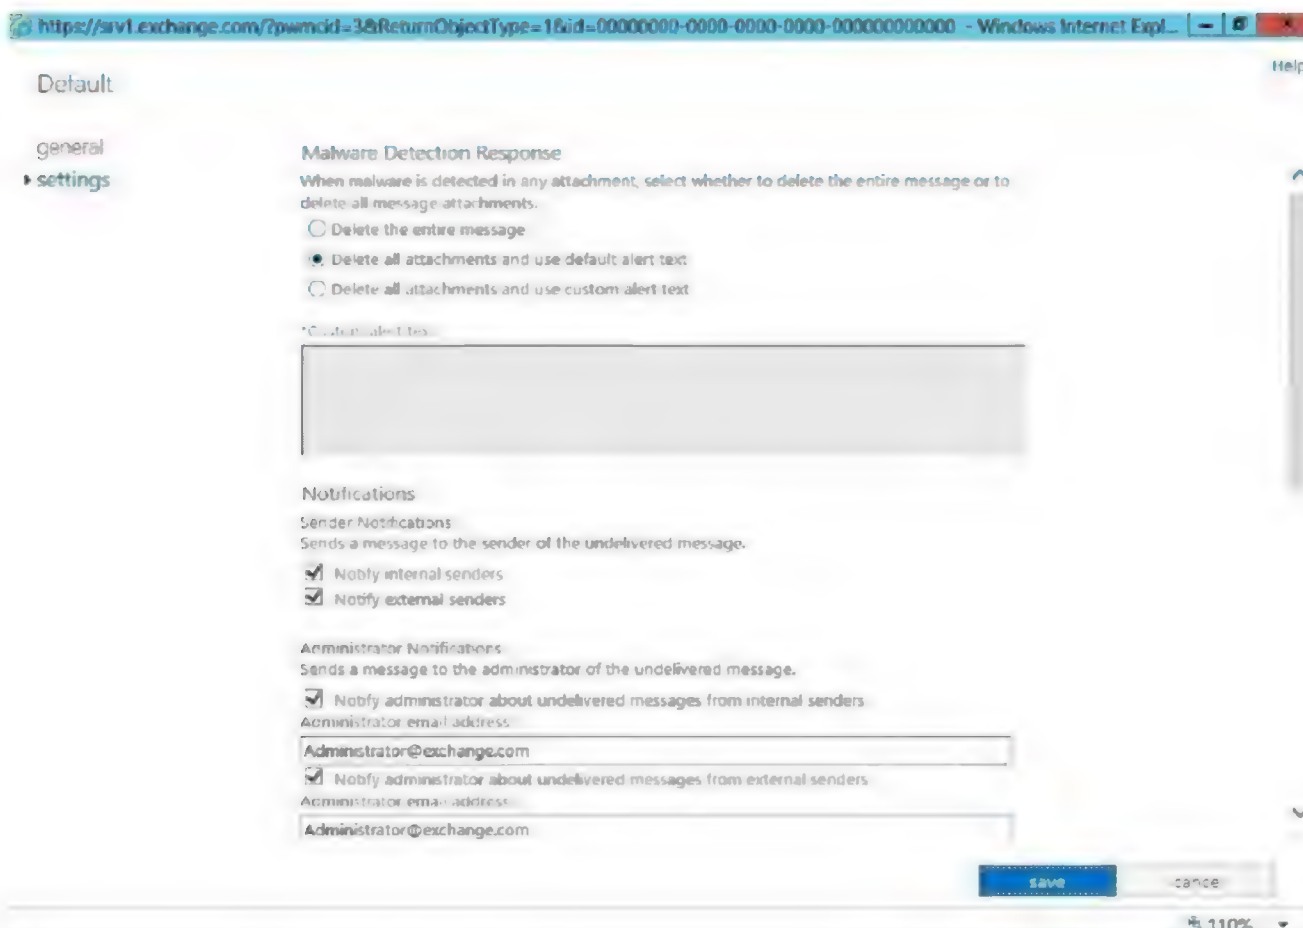 https://srv1.exchange.com/?pwmcid=3&ReturnObjectType=1&id=00000000-0000-0000-0000-000000000000 - Windows Internet Expl...
Help
Default
general
settings
Malware Detection Response
When malware is detected in any attachment, select whether to delete the entire message or to
delete all message attachments.
Delete the entire message
Delete all attachments and use default alert text
Delete all attachments and use custom alert text
*Custom alert text
Notifications
Sender Notifications
Sends a message to the sender of the undelivered message.
Notify internal senders
Notify external senders
Administrator Notifications
Sends a message to the administrator of the undelivered message.
Notify administrator about undelivered messages from internal senders
Administrator email address
Administrator@exchange.com
Notify administrator about undelivered messages from external senders
Administrator email address
Administrator@exchange.com
save
cancel
110%